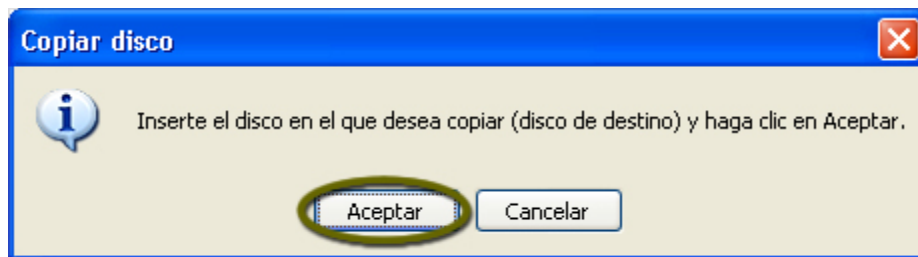 Copiar disco
Inserte el disco en el que desea copiar (disco de destino) y haga clic en Aceptar.
Aceptar Cancelar